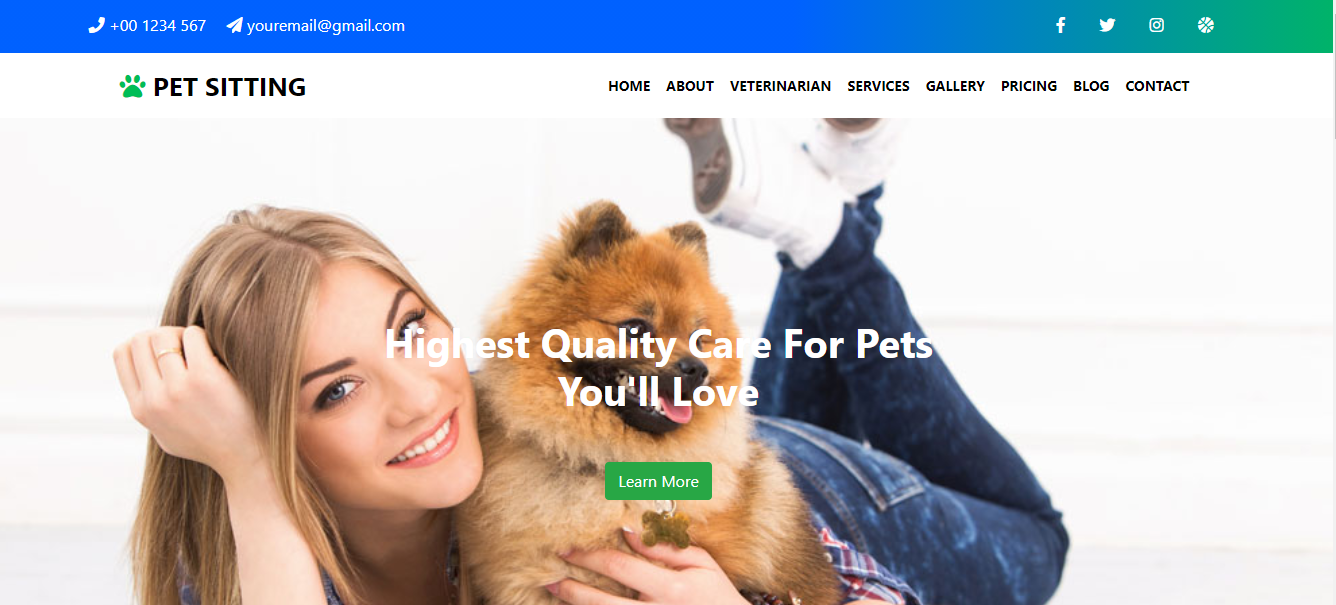 +00 1234 567 youremail@gmail.com
PET SITTING
HOME ABOUT VETERINARIAN SERVICES GALLERY PRICING BLOG CONTACT
Highest Quality Care For Pets
You'll Love
Learn More